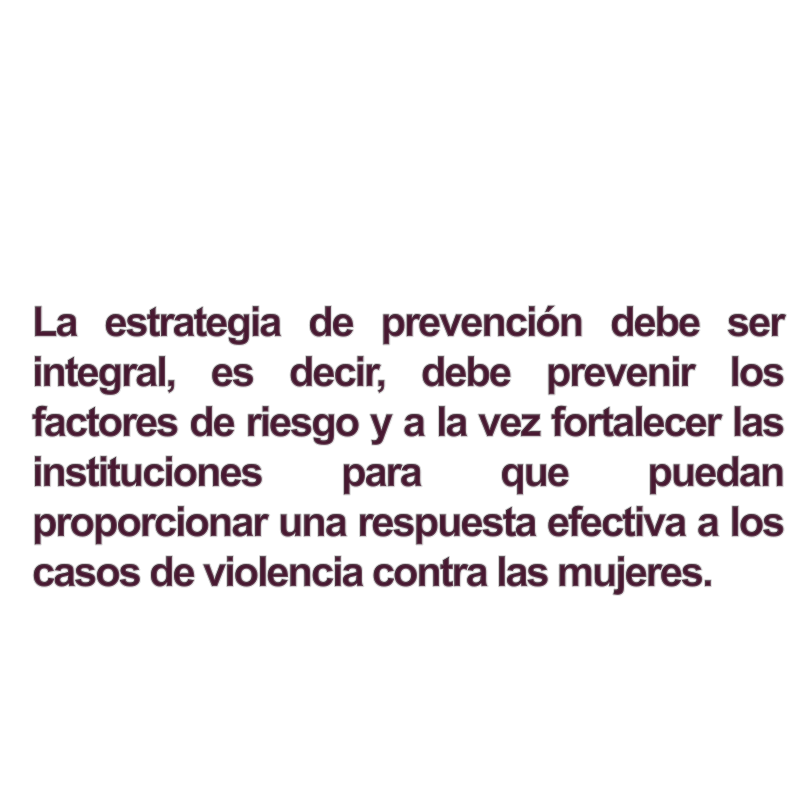 La estrategia de prevención debe ser
integral, es decir, debe prevenir los
factores de riesgo y a la vez fortalecer las
instituciones para que puedan
proporcionar una respuesta efectiva a los
casos de violencia contra las mujeres.